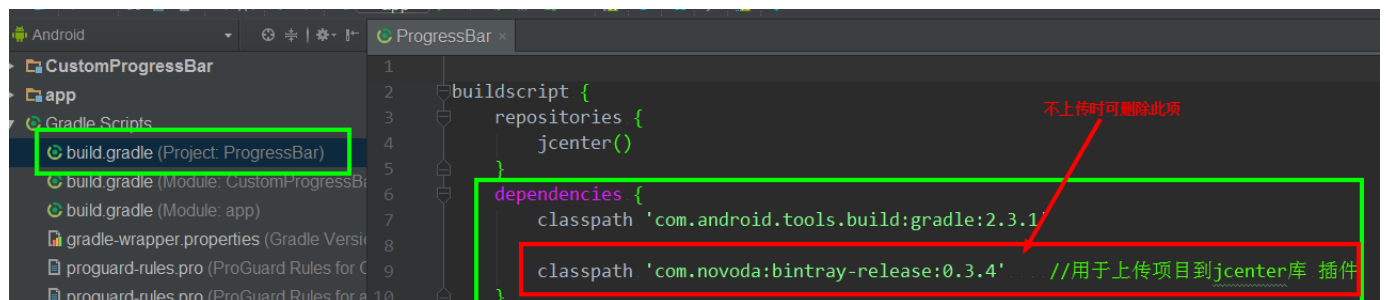 Android
ProgressBar
CustomProgressBar
app
Gradle Scripts
build.gradle (Project: ProgressBar)
build.gradle (Module: CustomProgressBa
build.gradle (Module: app)
gradle-wrapper.properties (Gradle Versi
proguard-rules.pro (ProGuard Rules for
proguard-rules.pro (ProGuard Rules for a
1
2 buildscript {
3 repositories {
4 jcenter()
5 }
6 dependencies {
7 classpath 'com.android.tools.build:gradle:2.3.1'
8
9 classpath 'com.novoda:bintray-release:0.3.4' //用于上传项目到jcenter库 插件
10 }
不上传时可删除此项